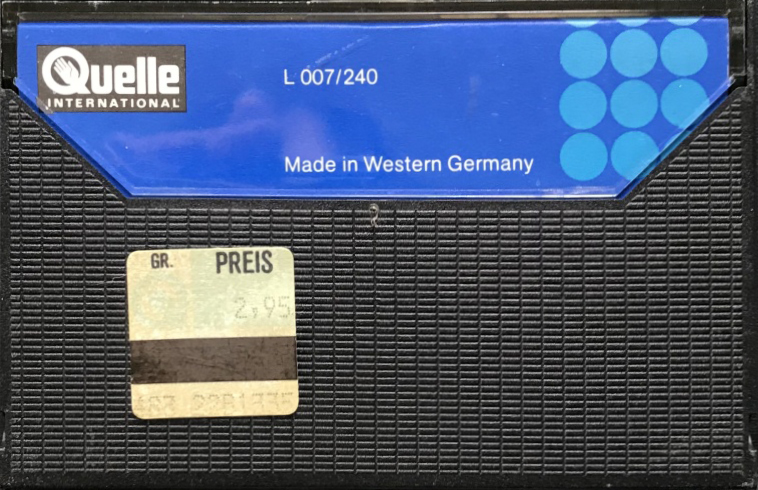 Quelle
INTERNATIONAL
L 007/240
Made in Western Germany
GR. PREIS
2,95